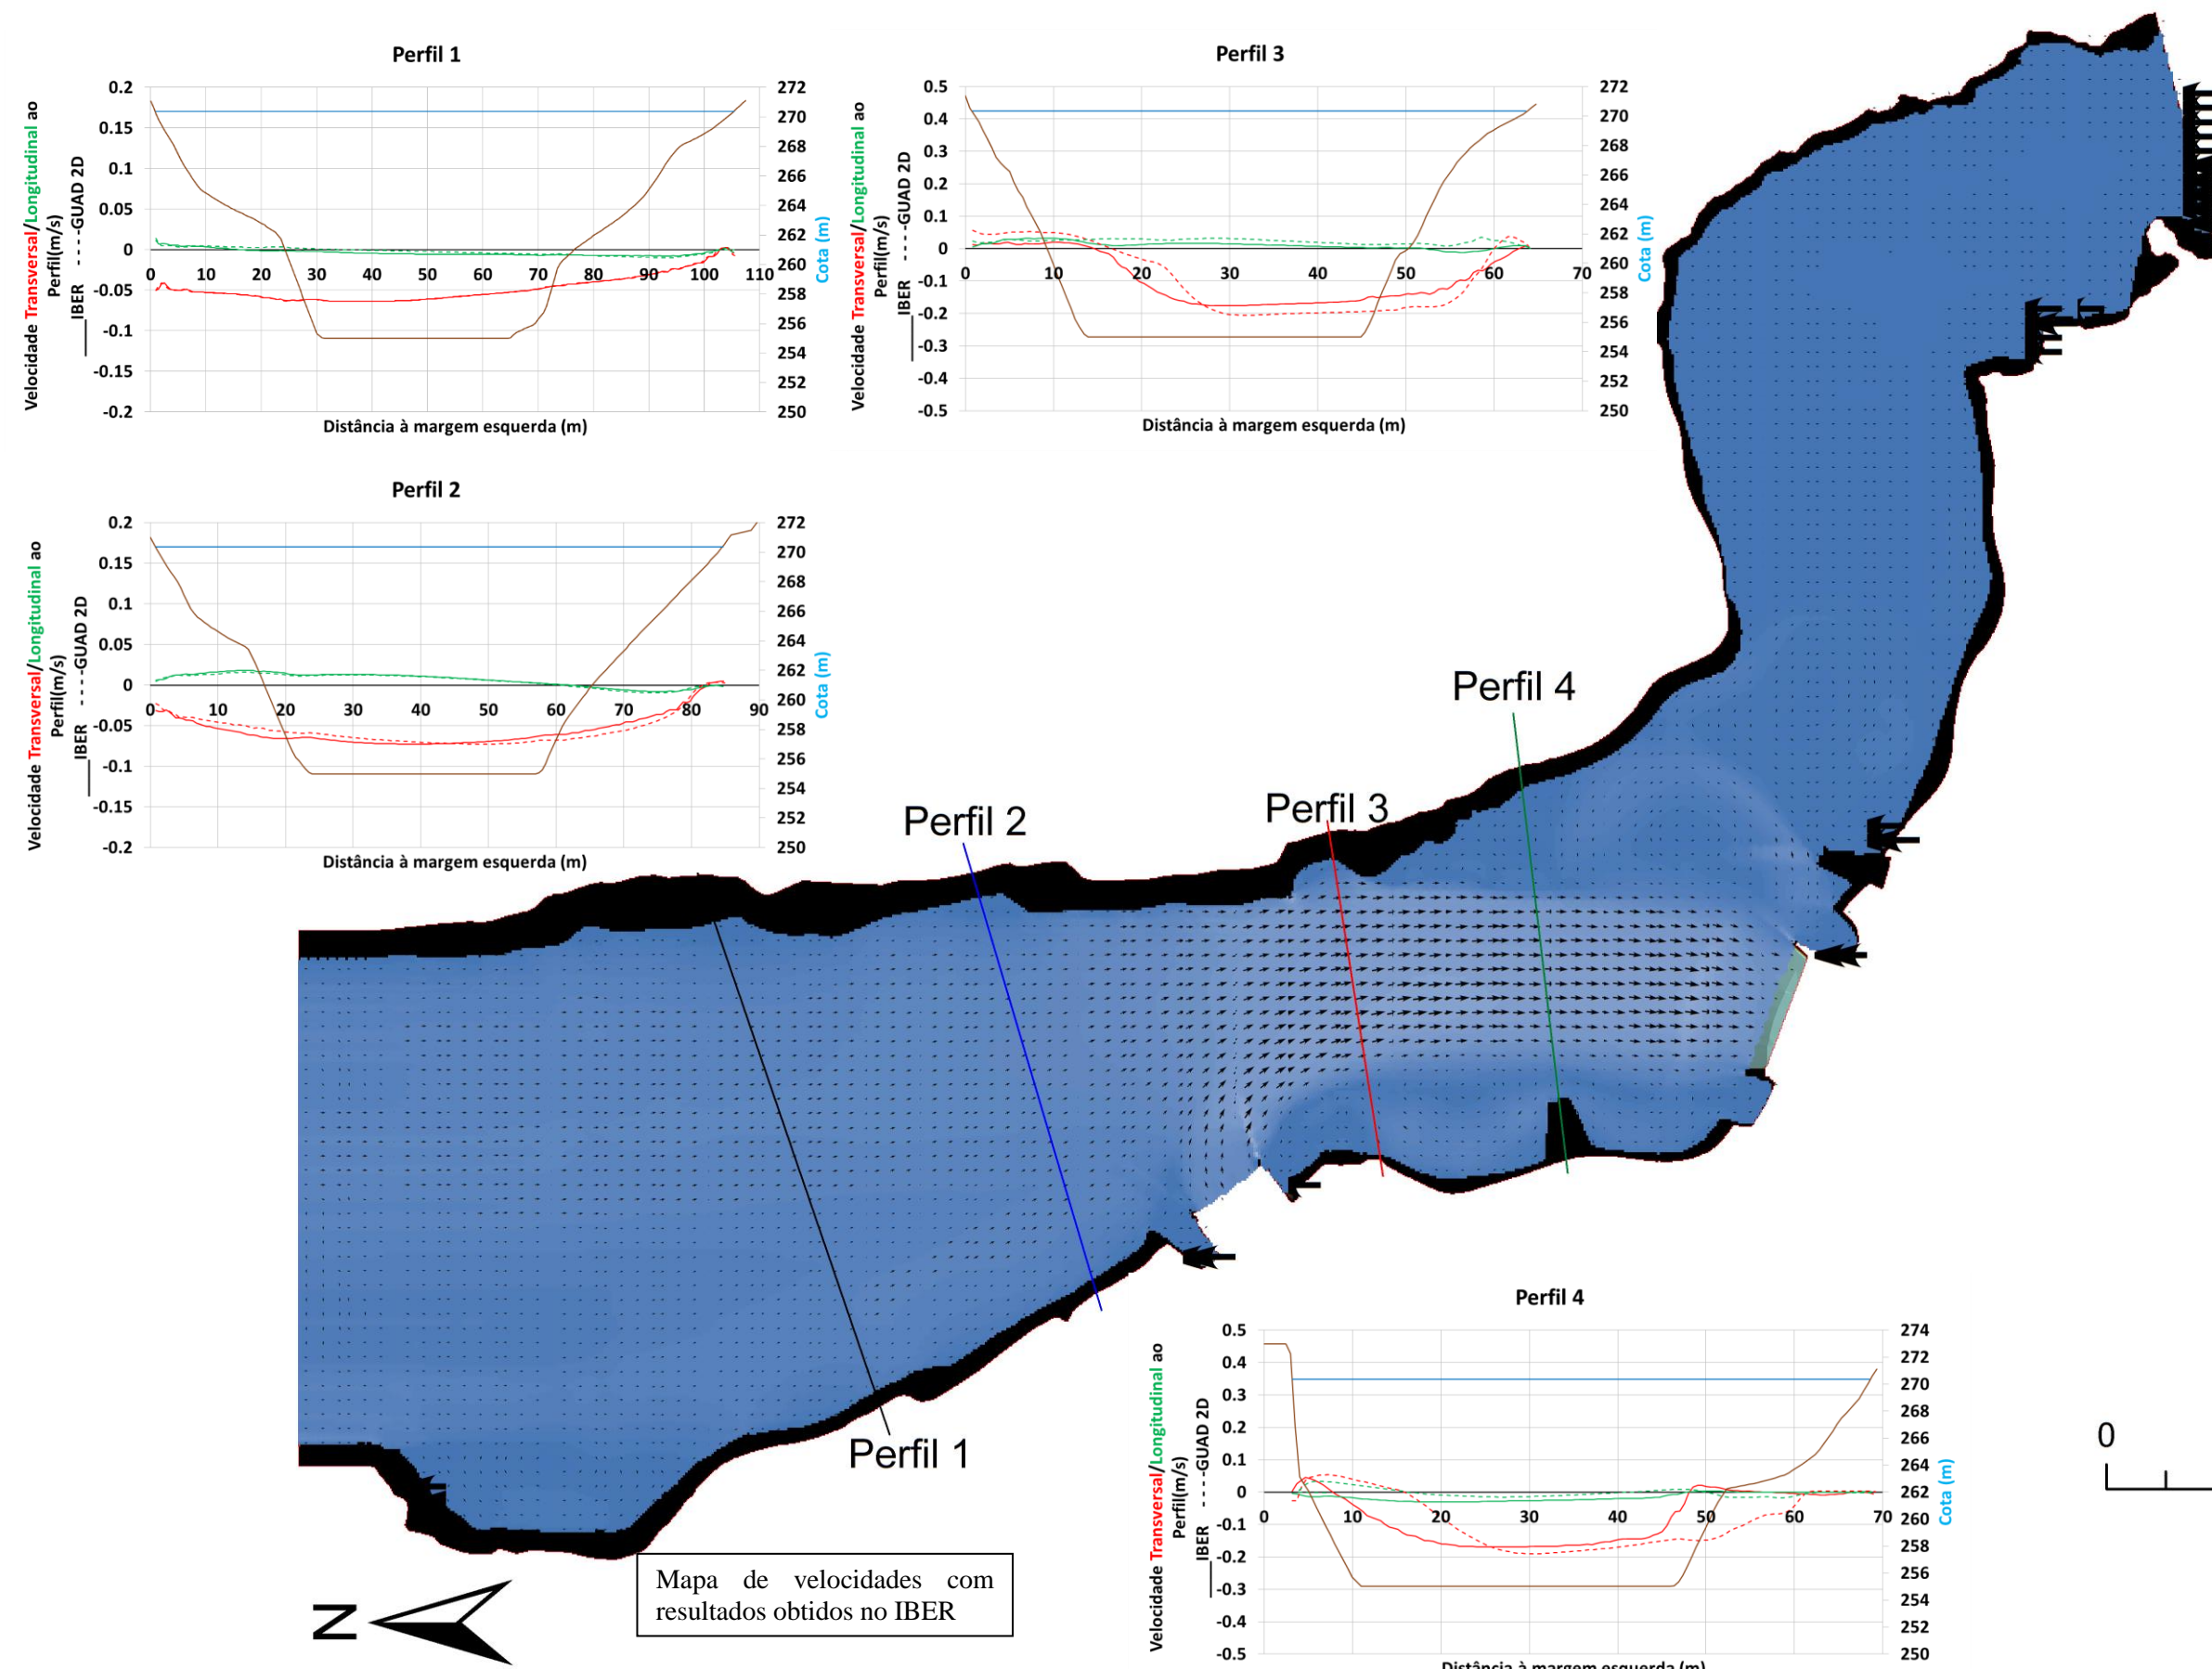 Perfil 1
Velocidade Transversal/Longitudinal ao
Perfil(m/s)
___IBER ----GUAD 2D
0.2
0.15
0.1
0.05
0
-0.05
-0.1
-0.15
-0.2
0 10 20 30 40 50 60 70 80 90 100 110
272
270
268
266
264
262
260
258
256
254
252
250
Cota (m)
Distância à margem esquerda (m)
Perfil 3
Velocidade Transversal/Longitudinal ao
Perfil(m/s)
___IBER ----GUAD 2D
0.5
0.4
0.3
0.2
0.1
0
-0.1
-0.2
-0.3
-0.4
-0.5
0 10 20 30 40 50 60 70
272
270
268
266
264
262
260
258
256
254
252
250
Cota (m)
Distância à margem esquerda (m)
Perfil 2
Velocidade Transversal/Longitudinal ao
Perfil(m/s)
___IBER ----GUAD 2D
0.2
0.15
0.1
0.05
0
-0.05
-0.1
-0.15
-0.2
0 10 20 30 40 50 60 70 80 90
272
270
268
266
264
262
260
258
256
254
252
250
Cota (m)
Distância à margem esquerda (m)
Perfil 4
Perfil 3
Perfil 2
Perfil 1
Perfil 4
Velocidade Transversal/Longitudinal ao
Perfil(m/s)
___IBER ----GUAD 2D
0.5
0.4
0.3
0.2
0.1
0
-0.1
-0.2
-0.3
-0.4
-0.5
0 10 20 30 40 50 60 70
274
272
270
268
266
264
262
260
258
256
254
252
250
Cota (m)
Distância à margem esquerda (m)
0
N
Mapa de velocidades com
resultados obtidos no IBER